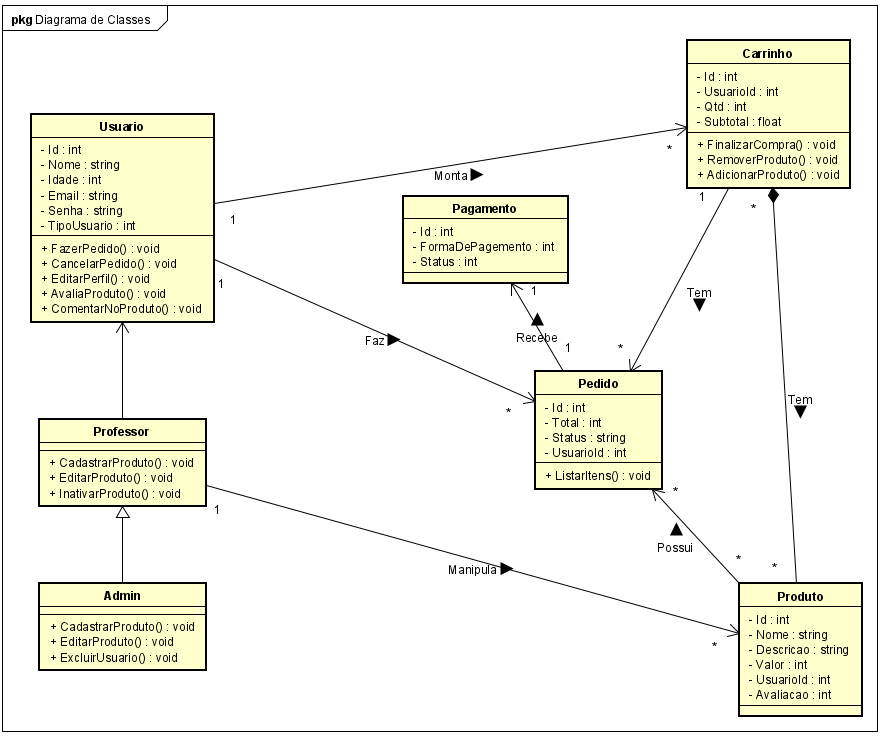 pkg Diagrama de Classes
Carrinho
- Id : int
- UsuarioId : int
- Qtd : int
- Subtotal : float
+ FinalizarCompra() : void
+ RemoverProduto() : void
+ AdicionarProduto() : void
Usuario
- Id : int
- Nome : string
- Idade : int
- Email : string
- Senha : string
- TipoUsuario : int
+ FazerPedido() : void
+ CancelarPedido() : void
+ EditarPerfil() : void
+ AvaliaProduto() : void
+ ComentarNoProduto() : void
Monta
1
*
Pagamento
- Id : int
- FormaDePagemento : int
- Status : int
1
*
1
1
Tem
Recebe
1
*
Faz
*
Pedido
- Id : int
- Total : int
- Status : string
- UsuarioId : int
+ ListarItens() : void
Tem
Professor
+ CadastrarProduto() : void
+ EditarProduto() : void
+ InativarProduto() : void
1
*
Possui
*
*
Manipula
*
Admin
+ CadastrarProduto() : void
+ EditarProduto() : void
+ ExcluirUsuario() : void
Produto
- Id : int
- Nome : string
- Descricao : string
- Valor : int
- UsuarioId : int
- Avaliacao : int